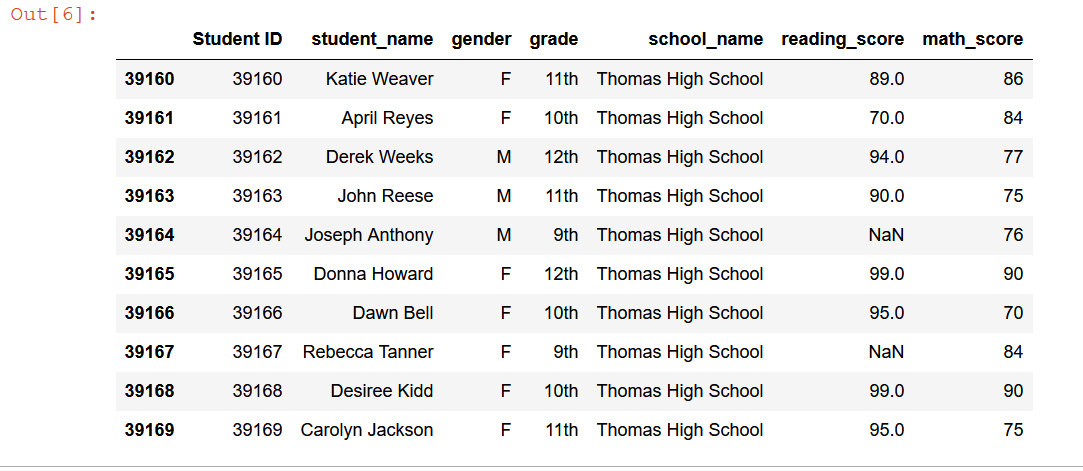 Out[6]:
Student ID student_name gender grade school_name reading_score math_score
39160 39160 Katie Weaver F 11th Thomas High School 89.0 86
39161 39161 April Reyes F 10th Thomas High School 70.0 84
39162 39162 Derek Weeks M 12th Thomas High School 94.0 77
39163 39163 John Reese M 11th Thomas High School 90.0 75
39164 39164 Joseph Anthony M 9th Thomas High School NaN 76
39165 39165 Donna Howard F 12th Thomas High School 99.0 90
39166 39166 Dawn Bell F 10th Thomas High School 95.0 70
39167 39167 Rebecca Tanner F 9th Thomas High School NaN 84
39168 39168 Desiree Kidd F 10th Thomas High School 99.0 90
39169 39169 Carolyn Jackson F 11th Thomas High School 95.0 75